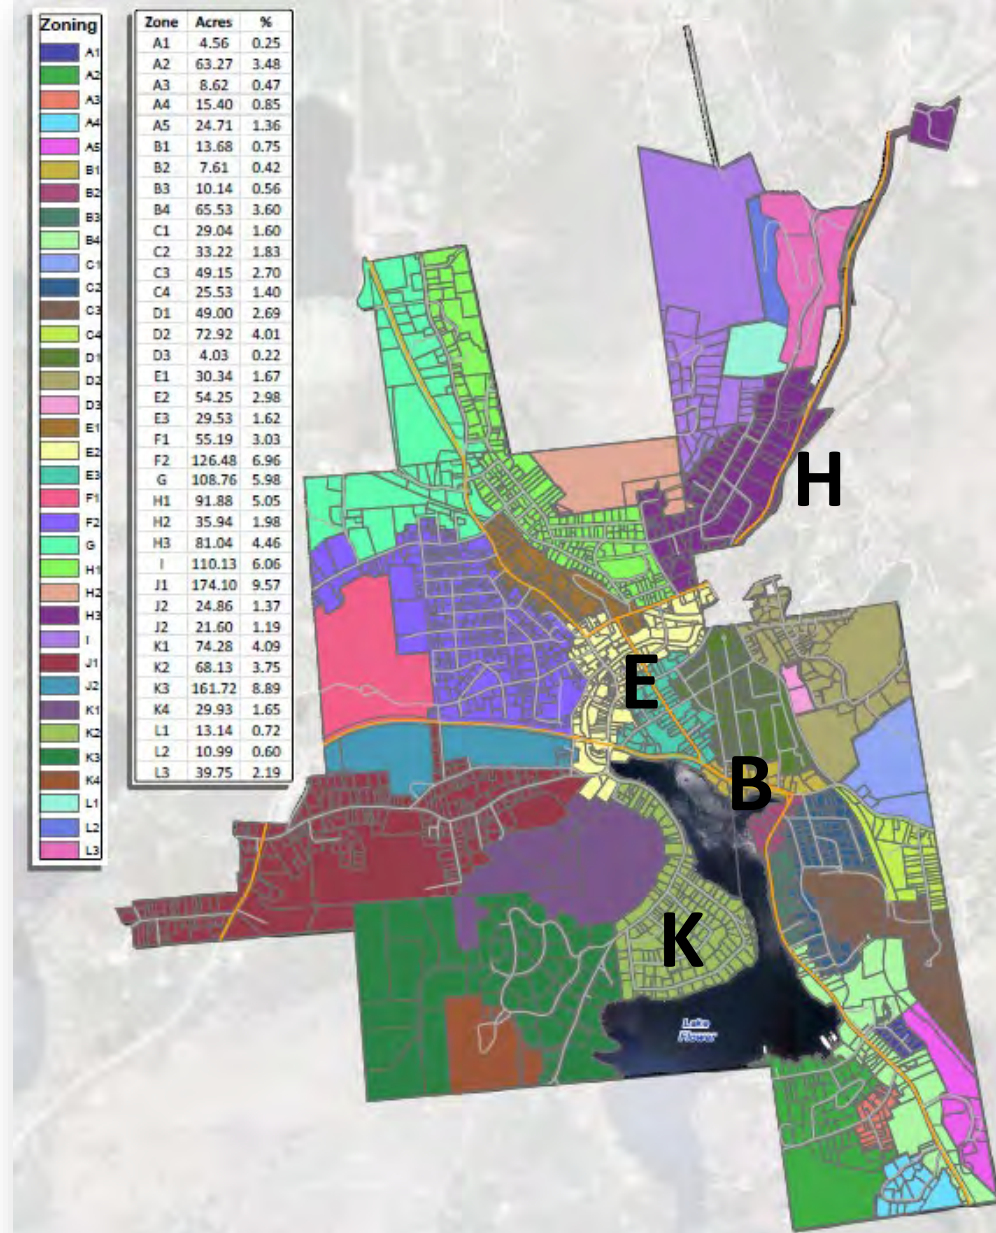 Zoning
A1
A2
A3
A4
A5
B1
B2
B3
B4
C1
C2
C3
C4
D1
D2
D3
E1
E2
E3
F1
F2
G
H1
H2
H3
I
J1
J2
K1
K2
K3
K4
L1
L2
L3
Zone Acres %
A1 4.56 0.25
A2 63.27 3.48
A3 8.62 0.47
A4 15.40 0.85
A5 24.71 1.36
B1 13.68 0.75
B2 7.61 0.42
B3 10.14 0.56
B4 65.53 3.60
C1 29.04 1.60
C2 33.22 1.83
C3 49.15 2.70
C4 25.53 1.40
D1 49.00 2.69
D2 72.92 4.01
D3 4.03 0.22
E1 30.34 1.67
E2 54.25 2.98
E3 29.53 1.62
F1 55.19 3.03
F2 126.48 6.96
G 108.76 5.98
H1 91.88 5.05
H2 35.94 1.98
H3 81.04 4.46
I 110.13 6.06
J1 174.10 9.57
J2 24.86 1.37
J2 21.60 1.19
K1 74.28 4.09
K2 68.13 3.75
K3 161.72 8.89
K4 29.93 1.65
L1 13.14 0.72
L2 10.99 0.60
L3 39.75 2.19
H
E
B
K
Lake
Flower